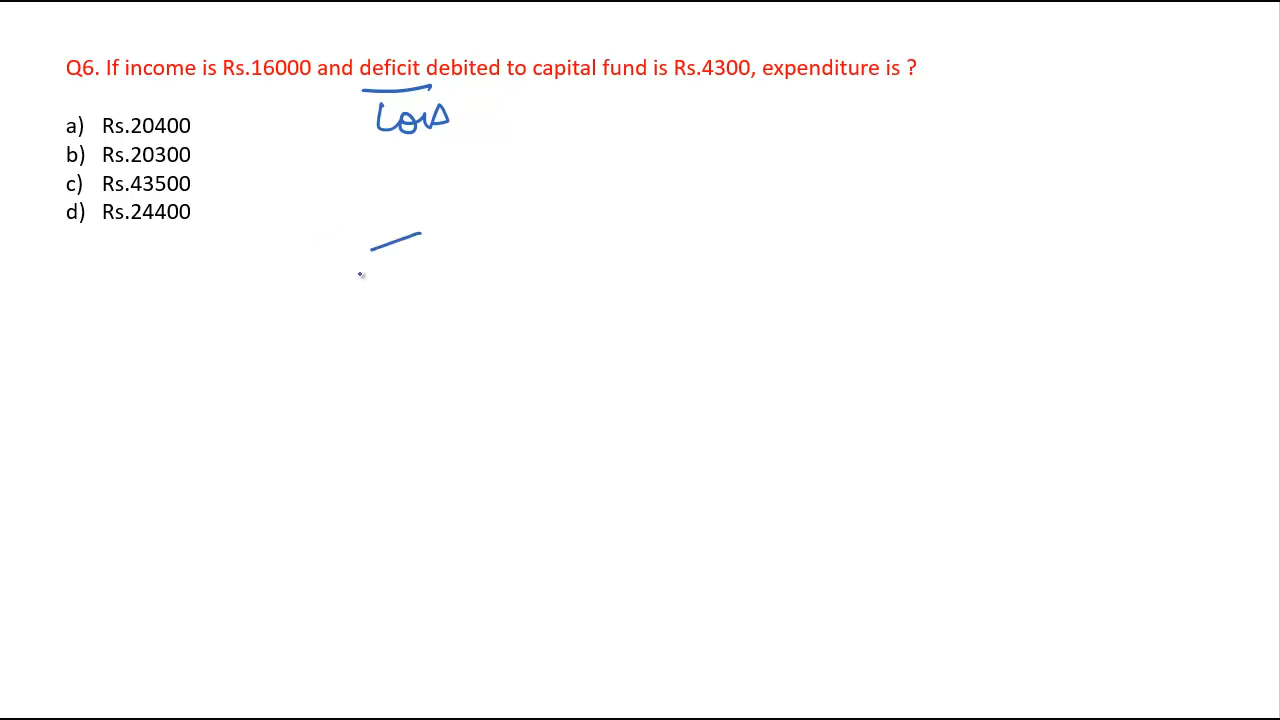 Q6. If income is Rs.16000 and deficit debited to capital fund is Rs.4300, expenditure is ?
Loss
a) Rs.20400
b) Rs.20300
c) Rs.43500
d) Rs.24400